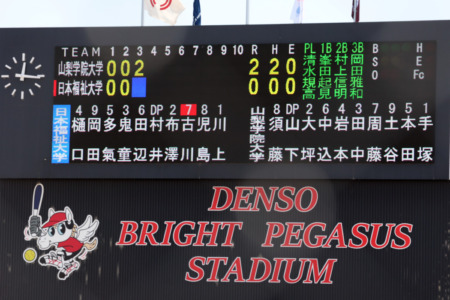 TEAM 1 2 3 4 5 6 7 8 9 10 R H E PL 1B 2B 3B B H
山梨学院大学 0 0 2 2 2 0 清 峯 村 岡 S E
日本福祉大学 0 0 0 0 0 水 田 上 田 O Fc
規 起 信 雅
高 見 明 和
日本福祉大学 4 9 5 3 6 DP 2 7 8 1 山梨学院大学 8 DP 2 4 3 6 7 9 5 1
樋 岡 多 鬼 田 村 布 古 児 川 須 山 大 中 岩 田 周 土 本 手
口 田 氣 童 辺 井 澤 川 島 上 藤 下 坪 込 本 中 藤 谷 田 塚
DENSO
BRIGHT PEGASUS
STADIUM